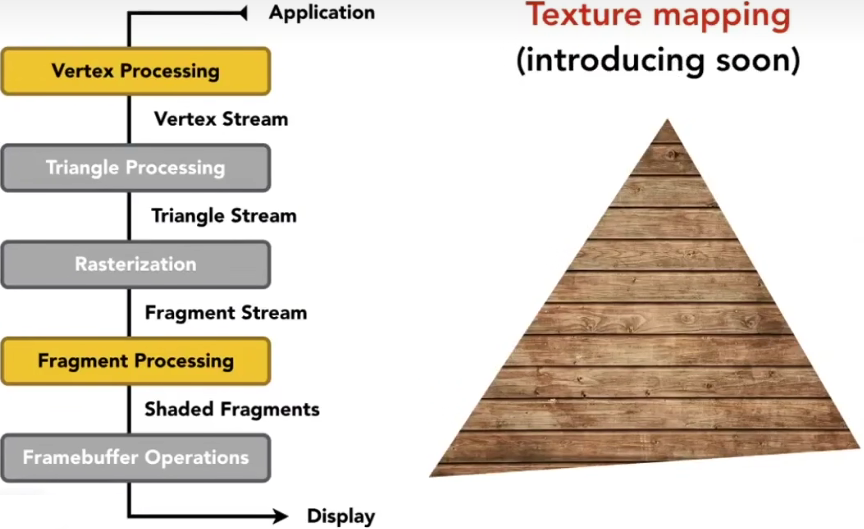 Application
Vertex Processing
Vertex Stream
Triangle Processing
Triangle Stream
Rasterization
Fragment Stream
Fragment Processing
Shaded Fragments
Framebuffer Operations
Display
Texture mapping
(introducing soon)